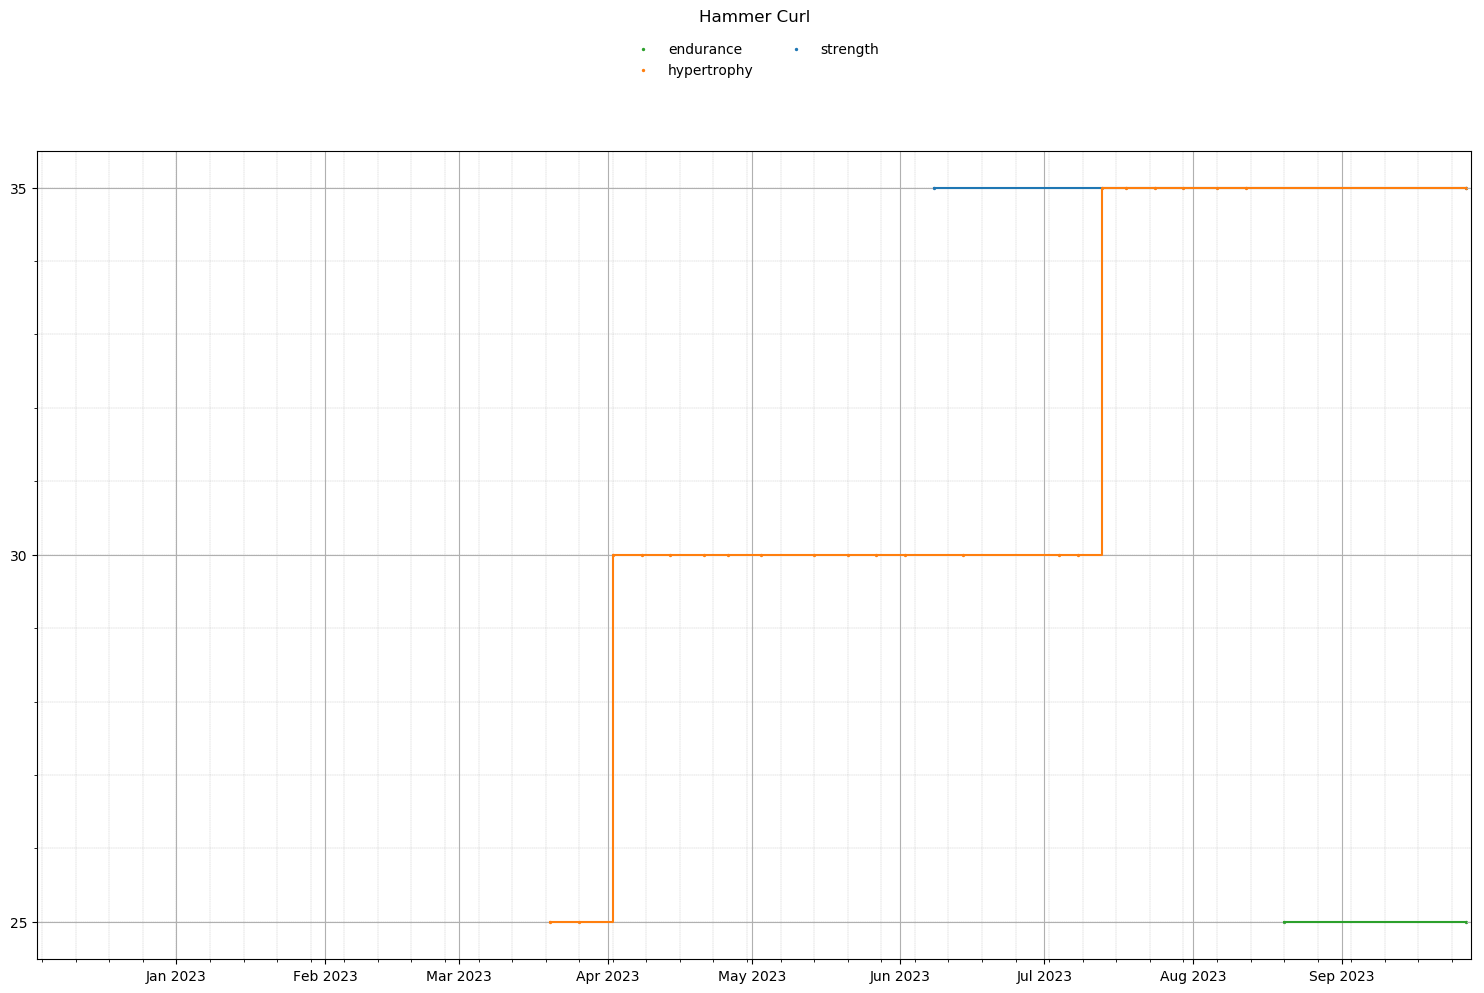 Hammer Curl
endurance
hypertrophy
strength
35
30
25
Jan 2023
Feb 2023
Mar 2023
Apr 2023
May 2023
Jun 2023
Jul 2023
Aug 2023
Sep 2023